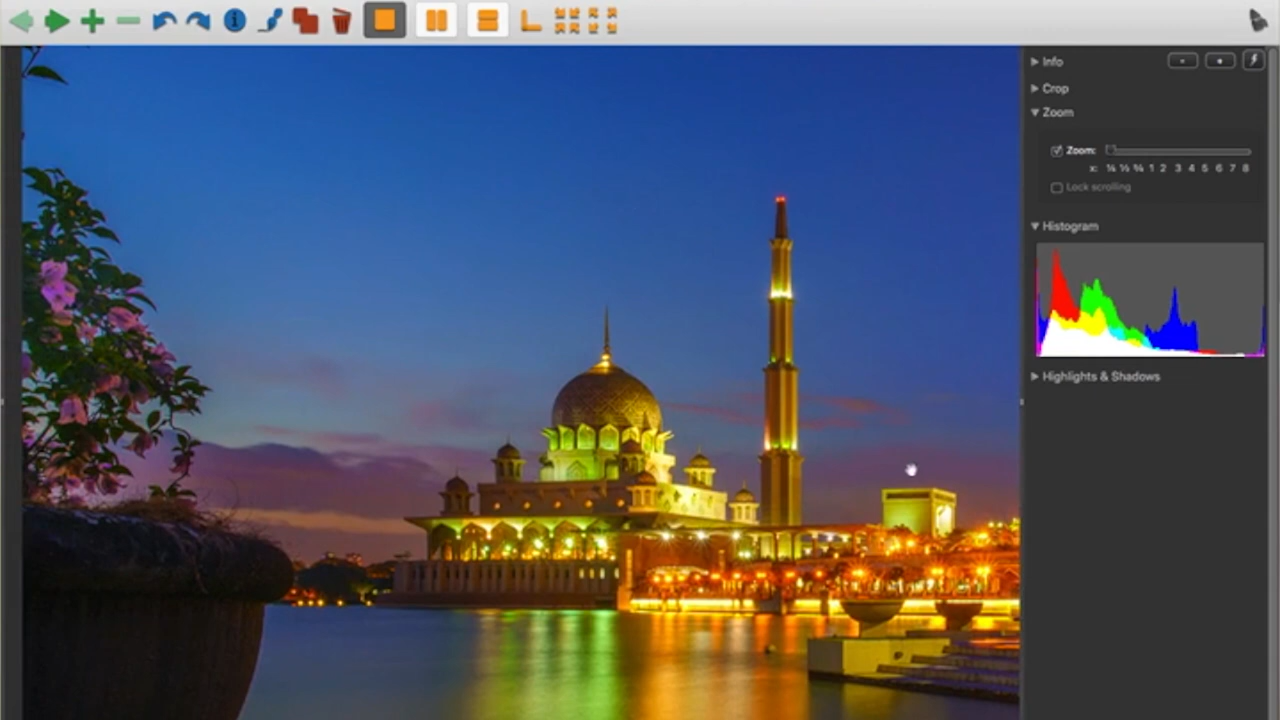 Info
Crop
Zoom
Zoom:
x: ¼ ½ ¾ 1 2 3 4 5 6 7 8
Lock scrolling
Histogram
Highlights & Shadows